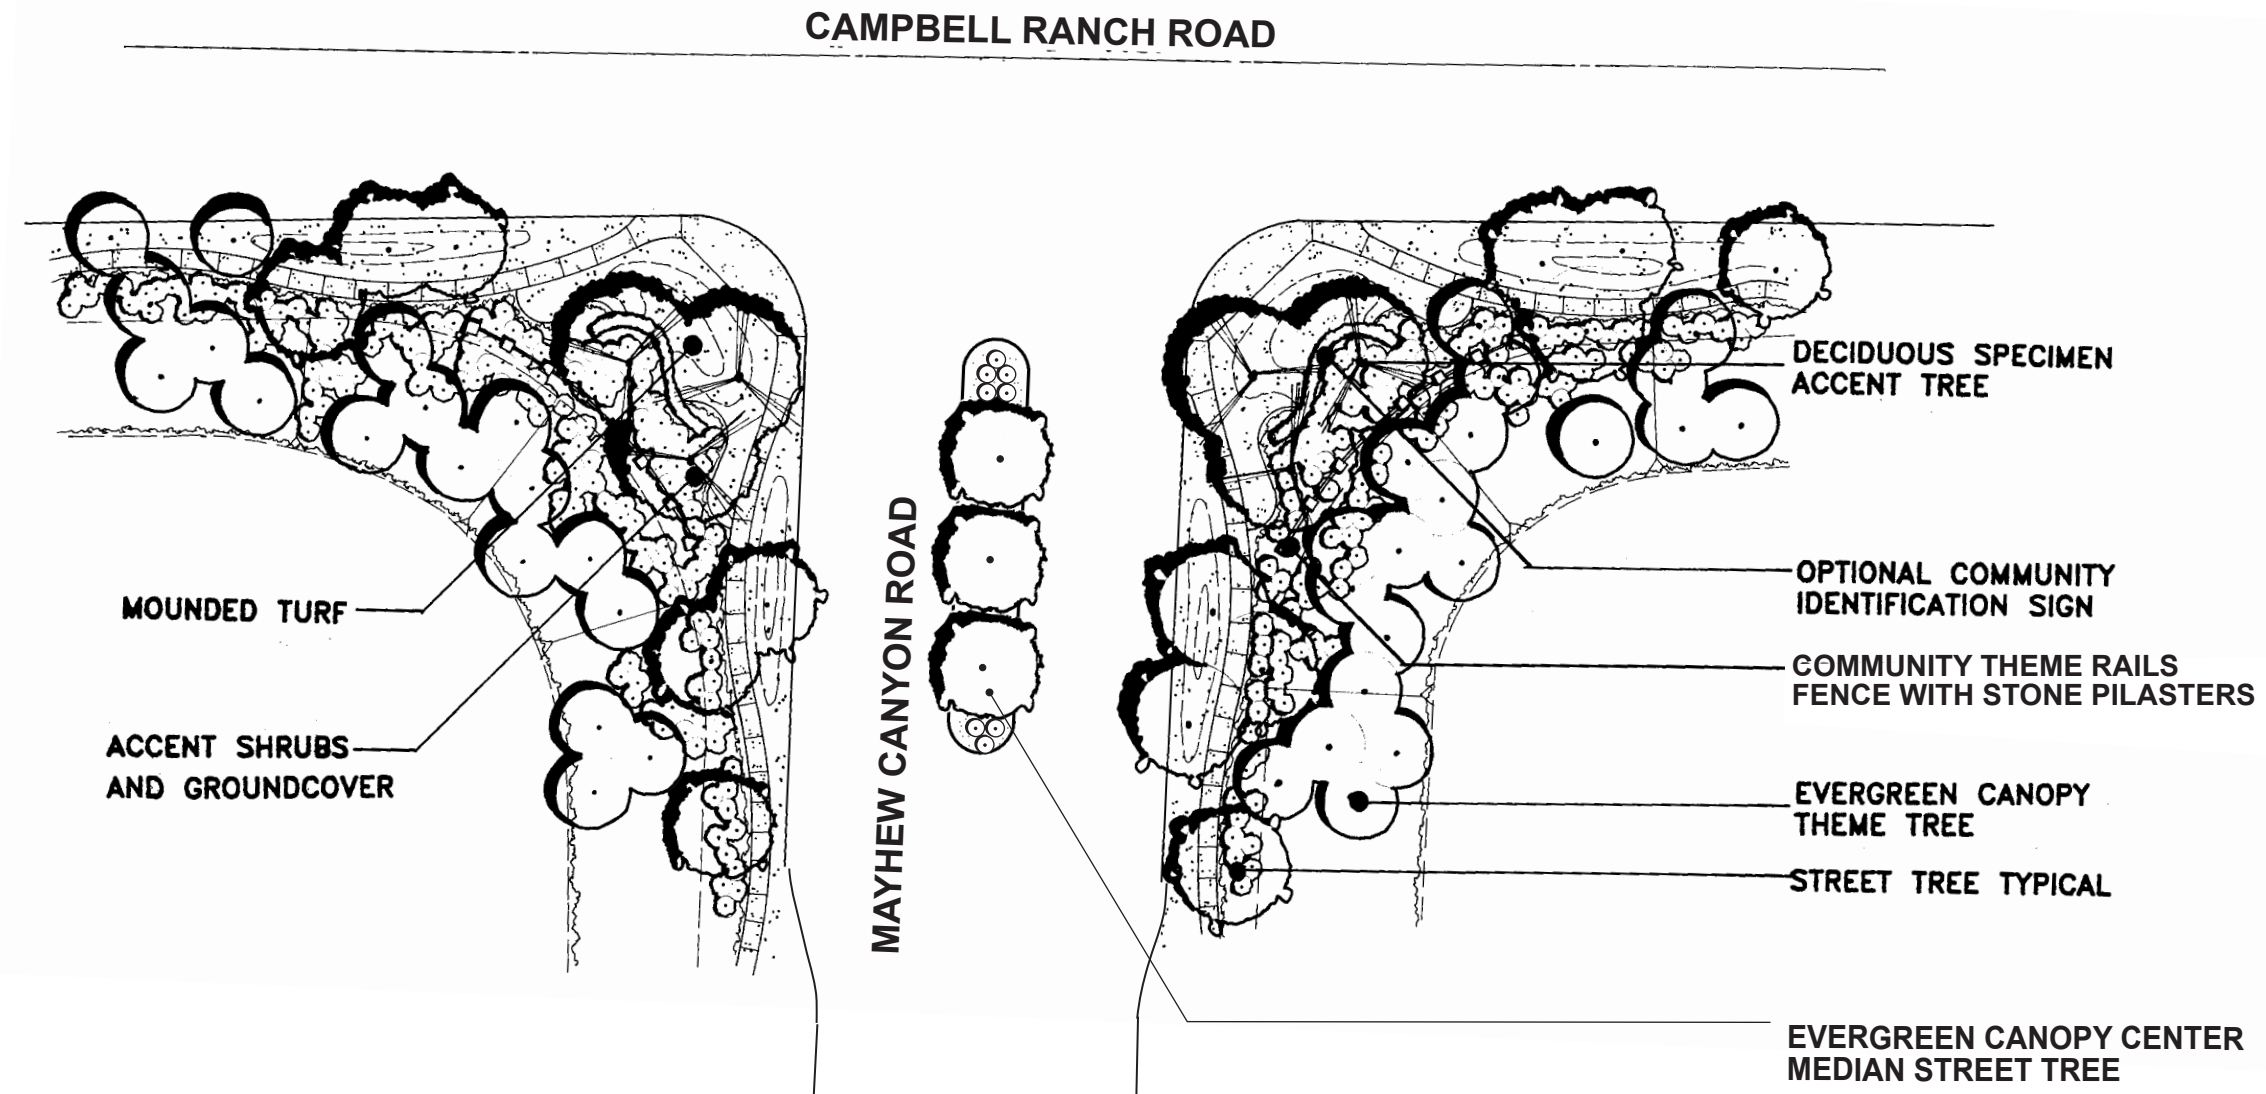 CAMPBELL RANCH ROAD
DECIDUOUS SPECIMEN
ACCENT TREE
MAYHEW CANYON ROAD
OPTIONAL COMMUNITY
IDENTIFICATION SIGN
MOUNDED TURF
COMMUNITY THEME RAILS
FENCE WITH STONE PILASTERS
ACCENT SHRUBS
AND GROUNDCOVER
EVERGREEN CANOPY
THEME TREE
STREET TREE TYPICAL
EVERGREEN CANOPY CENTER
MEDIAN STREET TREE